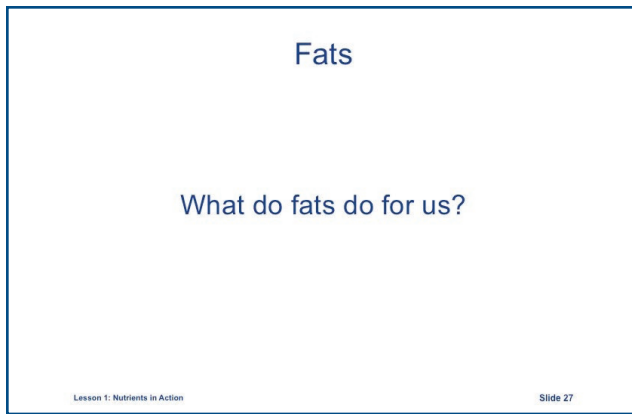 Fats
What do fats do for us?
Lesson 1: Nutrients in Action
Slide 27